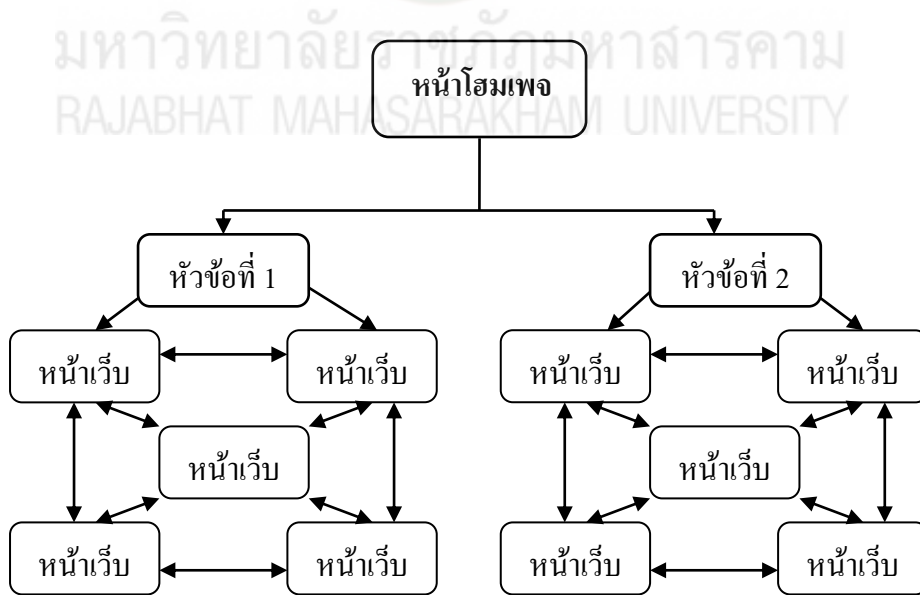 มหาวิทยาลัยราชภัฏมหาสารคาม
RAJABHAT MAHASARAKHAM UNIVERSITY
หน้าโฮมเพจ
หัวข้อที่ 1
หัวข้อที่ 2
หน้าเว็บ
หน้าเว็บ
หน้าเว็บ
หน้าเว็บ
หน้าเว็บ
หน้าเว็บ
หน้าเว็บ
หน้าเว็บ
หน้าเว็บ
หน้าเว็บ